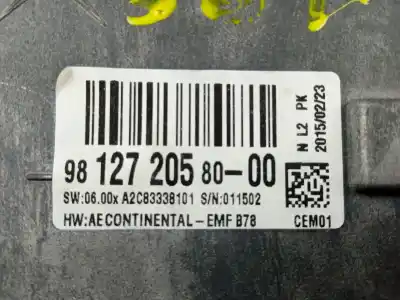 98 127 205 80-00
SW:06.00x A2C83338101 S/N:011502
HW:AE CONTINENTAL-EMF B78
CEM01
N L2 PK
2015/02/23